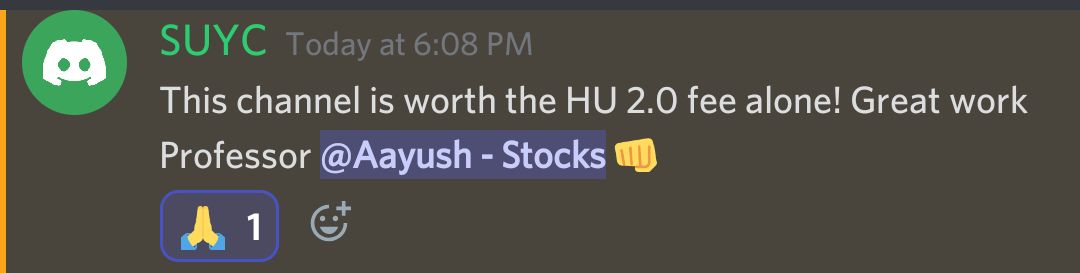 SUYC Today at 6:08 PM
This channel is worth the HU 2.0 fee alone! Great work
Professor @Aayush - Stocks 👊
🙏 1